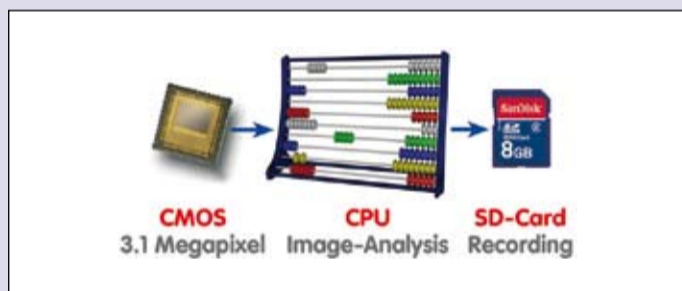 SanDisk
8GB
CMOS
CPU
SD-Card
3.1 Megapixel
Image-Analysis
Recording